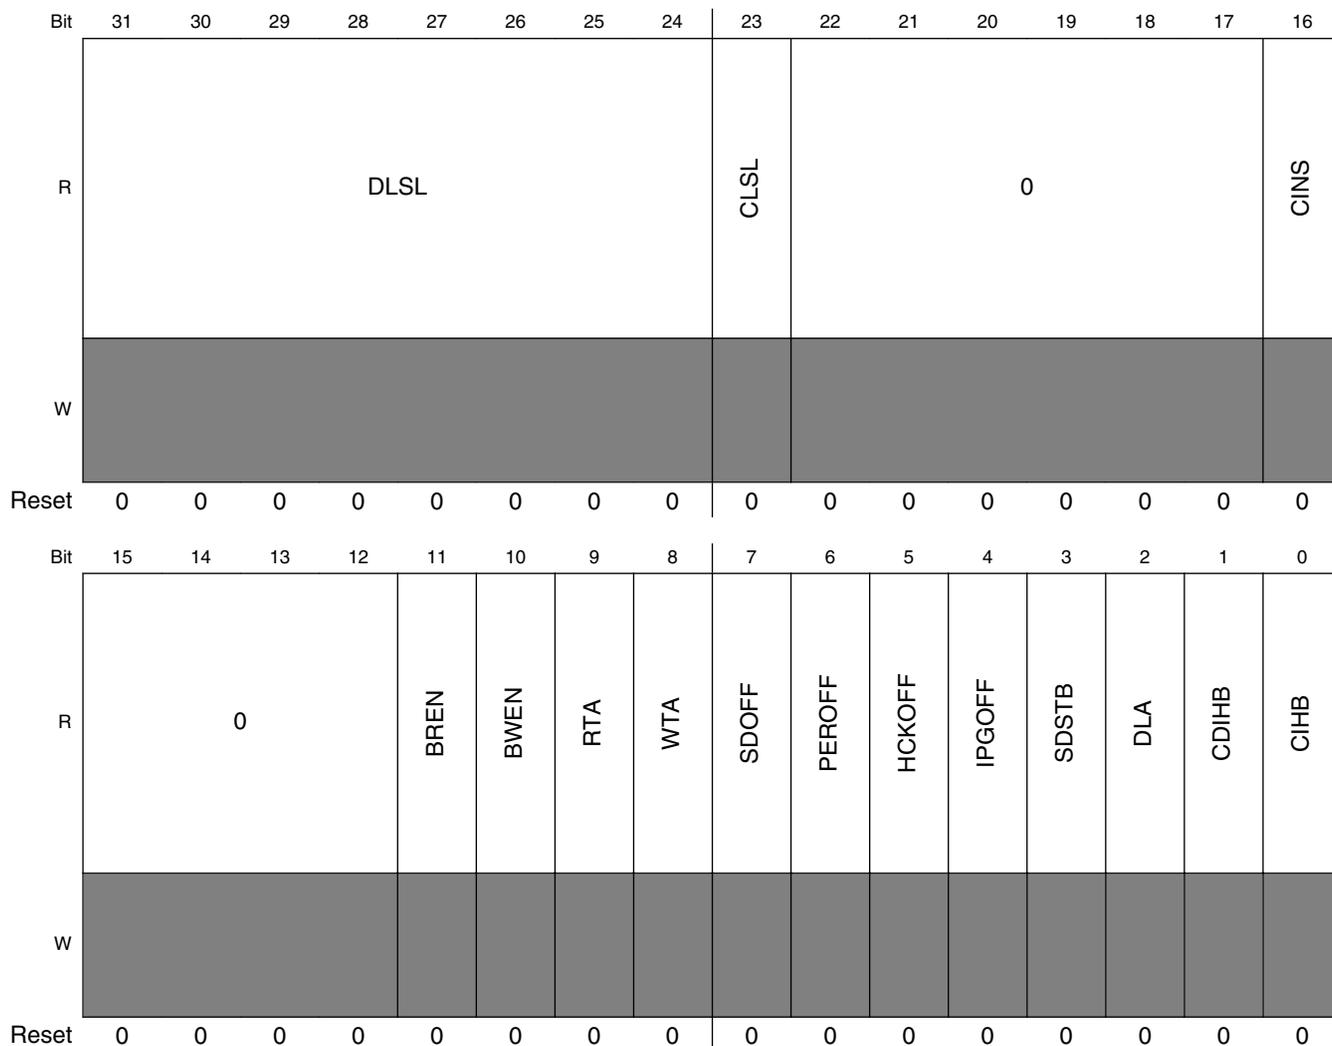 Bit 31 30 29 28 27 26 25 24 23 22 21 20 19 18 17 16
R DLSL CLSL 0 CINS
W
Reset 0 0 0 0 0 0 0 0 0 0 0 0 0 0 0 0
Bit 15 14 13 12 11 10 9 8 7 6 5 4 3 2 1 0
R 0 BREN BWEN RTA WTA SDOFF PEROFF HCKOFF IPGOFF SDSTB DLA CDIHB CIHB
W
Reset 0 0 0 0 0 0 0 0 0 0 0 0 0 0 0 0